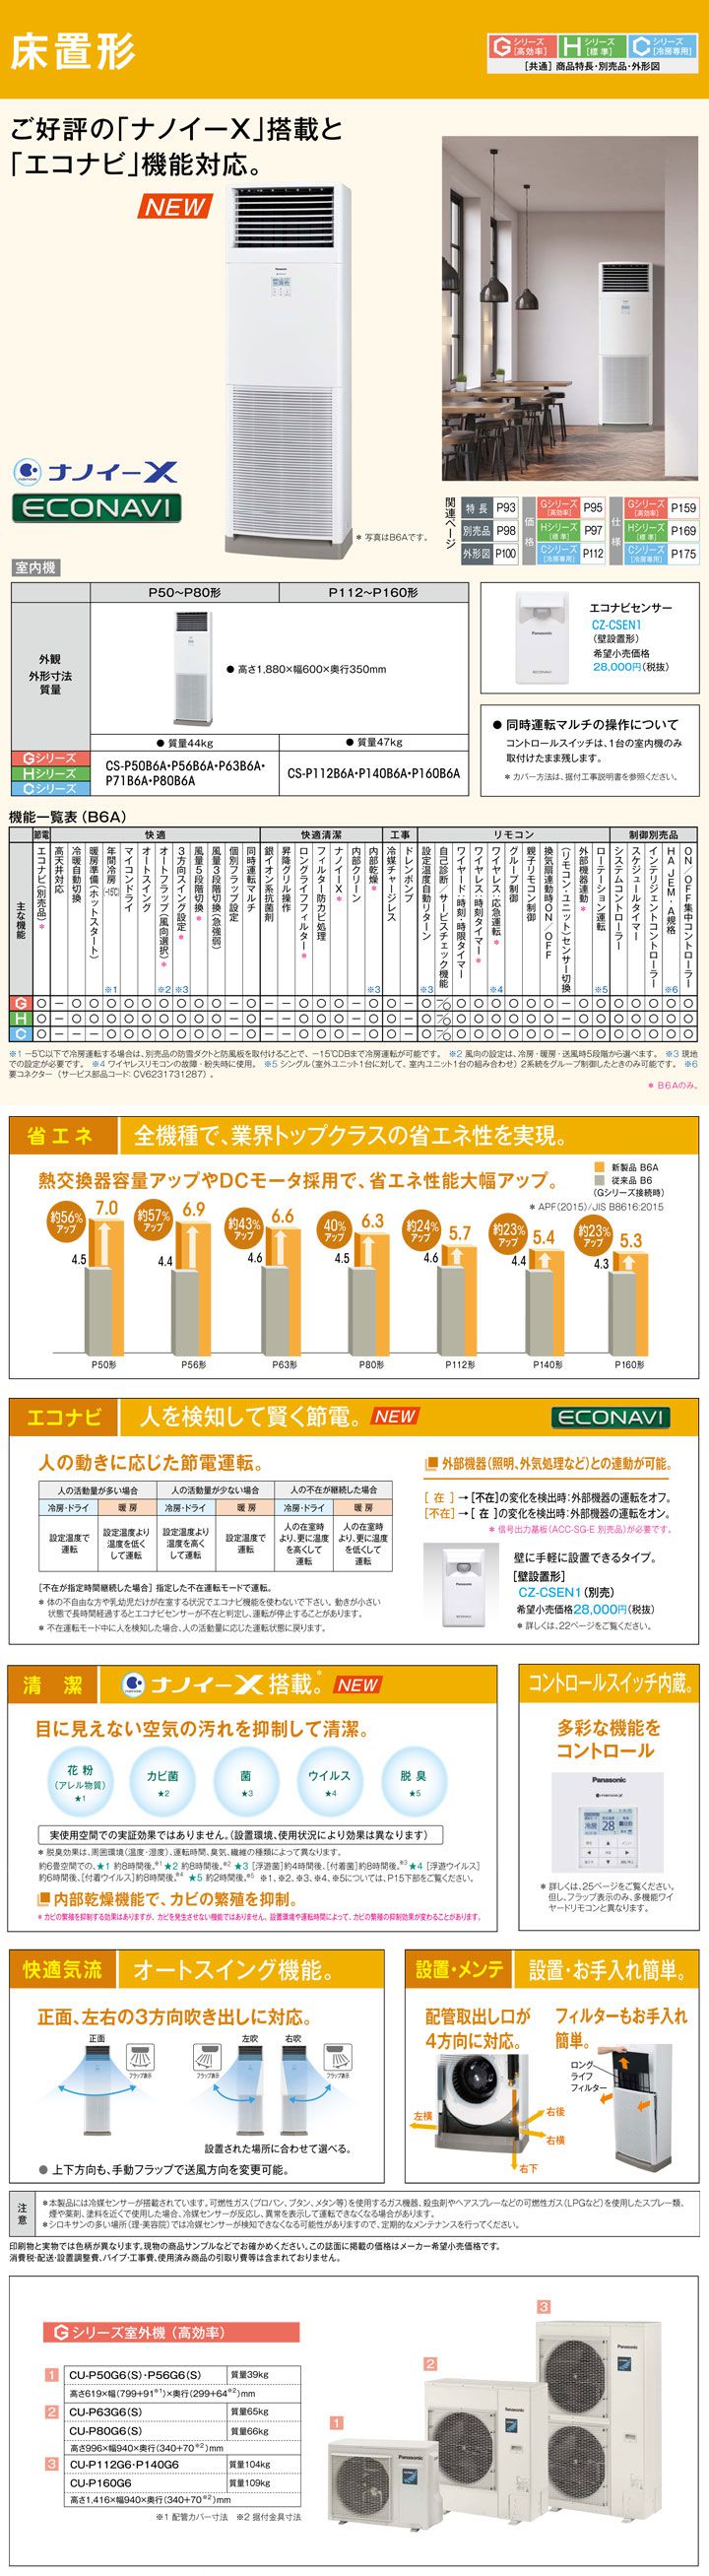 床置形
Gシリーズ［高効率］ Hシリーズ［標準］ Cシリーズ［冷房専用］
［共通］商品特長・別売品・外形図
ご好評の「ナノイーX」搭載と
「エコナビ」機能対応。
NEW
ナノイーX
ECONAVI
＊写真はB6Aです。
関連ページ
特長 P93
別売品 P98
外形図 P100
価格
Gシリーズ［高効率］ P95
Hシリーズ［標準］ P97
Cシリーズ［冷房専用］ P112
仕様
Gシリーズ［高効率］ P159
Hシリーズ［標準］ P169
Cシリーズ［冷房専用］ P175
室内機
P50〜P80形 P112〜P160形
外観
外形寸法
質量
●高さ1,880×幅600×奥行350mm
●質量44kg ●質量47kg
Gシリーズ
Hシリーズ
Cシリーズ
CS-P50B6A・P56B6A・P63B6A・
P71B6A・P80B6A
CS-P112B6A・P140B6A・P160B6A
Panasonic
ECONAVI
エコナビセンサー
CZ-CSEN1
（壁設置形）
希望小売価格
28,000円（税抜）
●同時運転マルチの操作について
コントロールスイッチは、1台の室内機のみ
取付けたまま残します。
＊カバー方法は、据付工事説明書を参照ください。
機能一覧表（B6A）
節電 快適 快適清潔 工事 リモコン 制御別売品
主な機能
エコナビ（別売品）＊
高天井対応
冷暖自動切換
暖房準備（ホットスタート）
年間冷房 ※1
マイコンドライ
オートスイング
オートフラップ（風向選択）＊ ※2
3方向スイング設定＊ ※3
風量5段階切換＊
風量3段階切換（急強弱）
個別フラップ設定
同時運転マルチ
銀イオン系抗菌剤
昇降グリル操作
ロングライフフィルター＊
フィルター防カビ処理
ナノイーX＊
内部クリーン
内部乾燥＊ ※3
冷媒チャージレス
ドレンポンプ
設定温度自動リターン ※3
自己診断／サービスチェック機能
ワイヤード・時刻・時限タイマー
ワイヤレス・時刻タイマー＊
ワイヤレス・応急運転＊ ※4
グループ制御
親子リモコン制御
換気扇連動時ON／OFF
（リモコン・ユニット）センサー切換
外部機器連動＊
ローテーション運転 ※5
システムコントローラー
スケジュールタイマー
インテリジェントコントローラー
HA JEM-A規格 ※6
ON／OFF集中コントローラー
G
H
C
※1 −5℃以下で冷房運転する場合は、別売品の防雪ダクトと防風板を取付けることで、−15℃DBまで冷房運転が可能です。 ※2 風向の設定は、冷房・暖房・送風時5段階から選べます。 ※3 現地
での設定が必要です。 ※4 ワイヤレスリモコンの故障・紛失時に使用。 ※5 シングル（室外ユニット1台に対して、室内ユニット1台の組み合わせ）2系統をグループ制御したときのみ可能です。 ※6
要コネクター（サービス部品コード：CV6231731287）。
＊B6Aのみ。
省エネ 全機種で、業界トップクラスの省エネ性を実現。
熱交換器容量アップやDCモータ採用で、省エネ性能大幅アップ。
新製品 B6A
従来品 B6
（Gシリーズ接続時）
＊APF（2015）/JIS B8616:2015
約56%アップ 4.5 7.0
約57%アップ 4.4 6.9
約43%アップ 4.6 6.6
40%アップ 4.5 6.3
約24%アップ 4.6 5.7
約23%アップ 4.4 5.4
約23%アップ 4.3 5.3
P50形 P56形 P63形 P80形 P112形 P140形 P160形
エコナビ 人を検知して賢く節電。 NEW ECONAVI
人の動きに応じた節電運転。
人の活動量が多い場合 人の活動量が少ない場合 人の不在が継続した場合
冷房・ドライ 暖房 冷房・ドライ 暖房 冷房・ドライ 暖房
設定温度で運転
設定温度より温度を低くして運転
設定温度より温度を高くして運転
設定温度で運転
人の在室時より、更に温度を高くして運転
人の在室時より、更に温度を低くして運転
［不在が指定時間継続した場合］指定した不在運転モードで運転。
＊体の不自由な方や乳幼児だけが在室する状況でエコナビ機能を使わないで下さい。動きが小さい
状態で長時間経過するとエコナビセンサーが不在と判定し、運転が停止することがあります。
＊不在運転モード中に人を検知した場合、人の活動量に応じた運転状態に戻ります。
外部機器（照明、外気処理など）との連動が可能。
［在］→［不在］の変化を検出時：外部機器の運転をオフ。
［不在］→［在］の変化を検出時：外部機器の運転をオン。
＊信号出力基板（ACC-SG-E 別売品）が必要です。
Panasonic
壁に手軽に設置できるタイプ。
［壁設置形］
CZ-CSEN1（別売）
希望小売価格28,000円（税抜）
＊詳しくは、22ページをご覧ください。
清潔 ナノイーX搭載。＊ NEW
目に見えない空気の汚れを抑制して清潔。
花粉（アレル物質）★1
カビ菌 ★2
菌 ★3
ウイルス ★4
脱臭 ★5
実使用空間での実証効果ではありません。（設置環境、使用状況により効果は異なります）
＊脱臭効果は、周囲環境（温度・湿度）、運転時間、臭気、繊維の種類によって異なります。
約6畳空間での、★1 約8時間後。※1 ★2 約8時間後。※2 ★3［浮遊菌］約4時間後、［付着菌］約8時間後。※3 ★4［浮遊ウイルス］
約6時間後、［付着ウイルス］約8時間後。※4 ★5 約2時間後。※5 ※1、※2、※3、※4、※5については、P15下部をご覧ください。
内部乾燥機能で、カビの繁殖を抑制。
＊カビの繁殖を抑制する効果はありますが、カビを発生させない機能ではありません。設置環境や運転時間によって、カビの繁殖の抑制効果が変わることがあります。
コントロールスイッチ内蔵。
多彩な機能を
コントロール
Panasonic
冷房 28
＊詳しくは、25ページをご覧ください。
但し、フラップ表示のみ、多機能ワイ
ヤードリモコンと異なります。
快適気流 オートスイング機能。
正面、左右の3方向吹き出しに対応。
正面 左吹 右吹
フラップ表示 フラップ表示 フラップ表示
設置された場所に合わせて選べる。
●上下方向も、手動フラップで送風方向を変更可能。
設置・メンテ 設置・お手入れ簡単。
配管取出し口が
4方向に対応。
左横
右後
右横
右下
フィルターもお手入れ
簡単。
ロング
ライフ
フィルター
注意
＊本製品には冷媒センサーが搭載されています。可燃性ガス（プロパン、ブタン、メタン等）を使用するガス機器、殺虫剤やヘアスプレーなどの可燃性ガス（LPGなど）を使用したスプレー類、
煙や薬剤、塗料を近くで使用した場合、冷媒センサーが反応し、異常を表示して運転できなくなる場合があります。
＊シロキサンの多い場所（理・美容院）では冷媒センサーが検知できなくなる可能性がありますので、定期的なメンテナンスを行ってください。
印刷物と実物では色柄が異なります。現物の商品サンプルなどでお確かめください。この誌面に掲載の価格はメーカー希望小売価格です。
消費税・配送・設置調整費、パイプ・工事費、使用済み商品の引取り費等は含まれておりません。
Gシリーズ室外機（高効率）
1 CU-P50G6（S）・P56G6（S） 質量39kg
高さ619×幅（799+91※1）×奥行（299+64※2）mm
2 CU-P63G6（S） 質量65kg
CU-P80G6（S） 質量66kg
高さ996×幅940×奥行（340+70※2）mm
3 CU-P112G6・P140G6 質量104kg
CU-P160G6 質量109kg
高さ1,416×幅940×奥行（340+70※2）mm
※1 配管カバー寸法 ※2 据付金具寸法
1
2
3
Panasonic
Panasonic
Panasonic